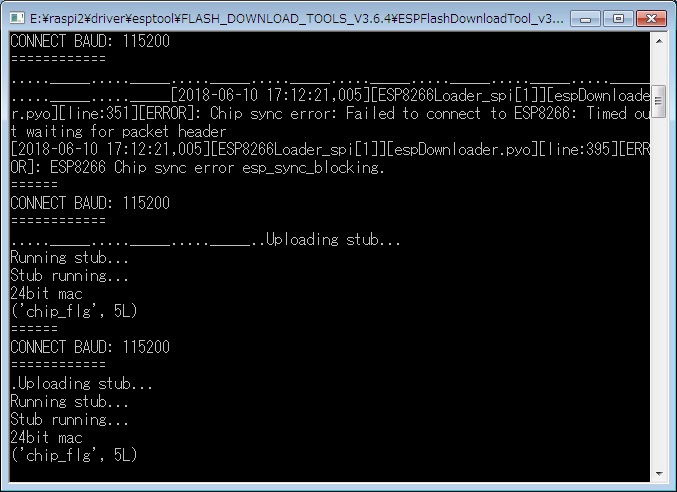 E:¥raspi2¥driver¥esptool¥FLASH_DOWNLOAD_TOOLS_V3.6.4¥ESPFlashDownloadTool_v3...
CONNECT BAUD: 115200
============
....._____....._____....._____....._____....._____....._____....._____....._____
....._____....._____[2018-06-10 17:12:21,005][ESP8266Loader_spi[1]][espDownloade
r.pyo][line:351][ERROR]: Chip sync error: Failed to connect to ESP8266: Timed ou
t waiting for packet header
[2018-06-10 17:12:21,005][ESP8266Loader_spi[1]][espDownloader.pyo][line:395][ERR
OR]: ESP8266 Chip sync error esp_sync_blocking.
======
CONNECT BAUD: 115200
============
....._____....._____....._____..Uploading stub...
Running stub...
Stub running...
24bit mac
('chip_flg', 5L)
======
CONNECT BAUD: 115200
============
.Uploading stub...
Running stub...
Stub running...
24bit mac
('chip_flg', 5L)